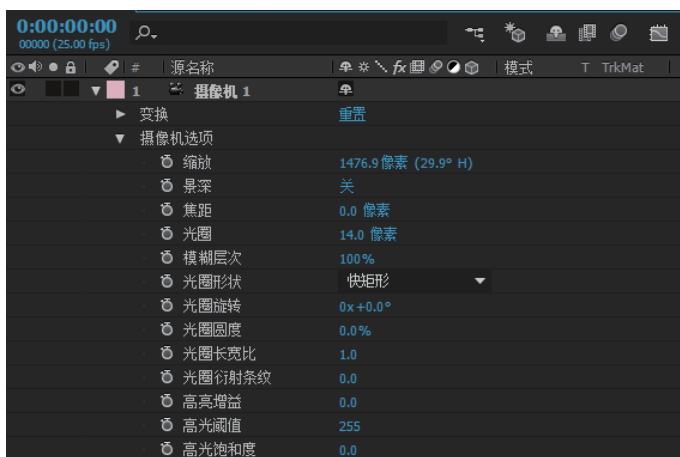 0:00:00:00
00000 (25.00 fps)
# 源名称 fx 模式 T TrkMat
1 摄像机 1
变换 重置
摄像机选项
缩放 1476.9 像素 (29.9° H)
景深 关
焦距 0.0 像素
光圈 14.0 像素
模糊层次 100%
光圈形状 快矩形
光圈旋转 0x+0.0°
光圈圆度 0.0%
光圈长宽比 1.0
光圈衍射条纹 0.0
高亮增益 0.0
高光阈值 255
高光饱和度 0.0